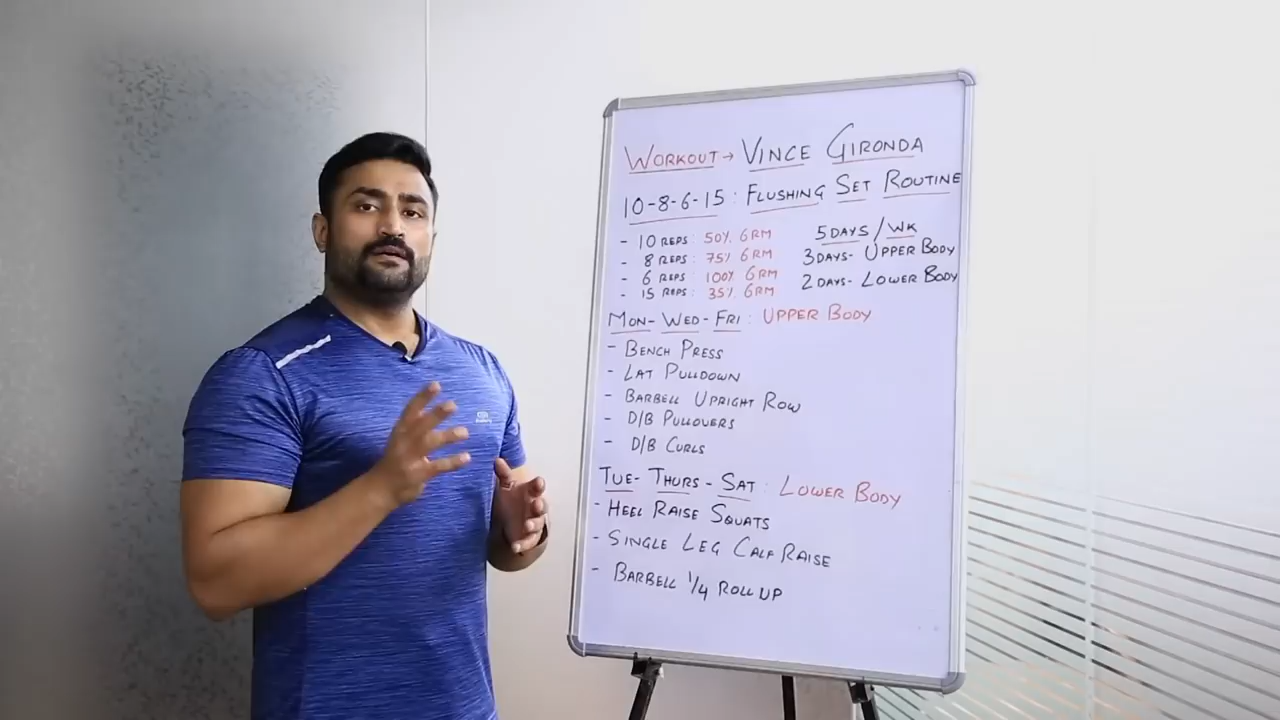 WORKOUT → VINCE GIRONDA
10-8-6-15 : FLUSHING SET ROUTINE
- 10 REPS : 50% 6RM
- 8 REPS : 75% 6RM
- 6 REPS : 100% 6RM
- 15 REPS : 35% 6RM
5 DAYS / WK
3 DAYS - UPPER BODY
2 DAYS - LOWER BODY
MON - WED - FRI : UPPER BODY
- BENCH PRESS
- LAT PULLDOWN
- BARBELL UPRIGHT ROW
- D/B PULLOVERS
- D/B CURLS
TUE - THURS - SAT : LOWER BODY
- HEEL RAISE SQUATS
- SINGLE LEG CALF RAISE
- BARBELL 1/4 ROLL UP